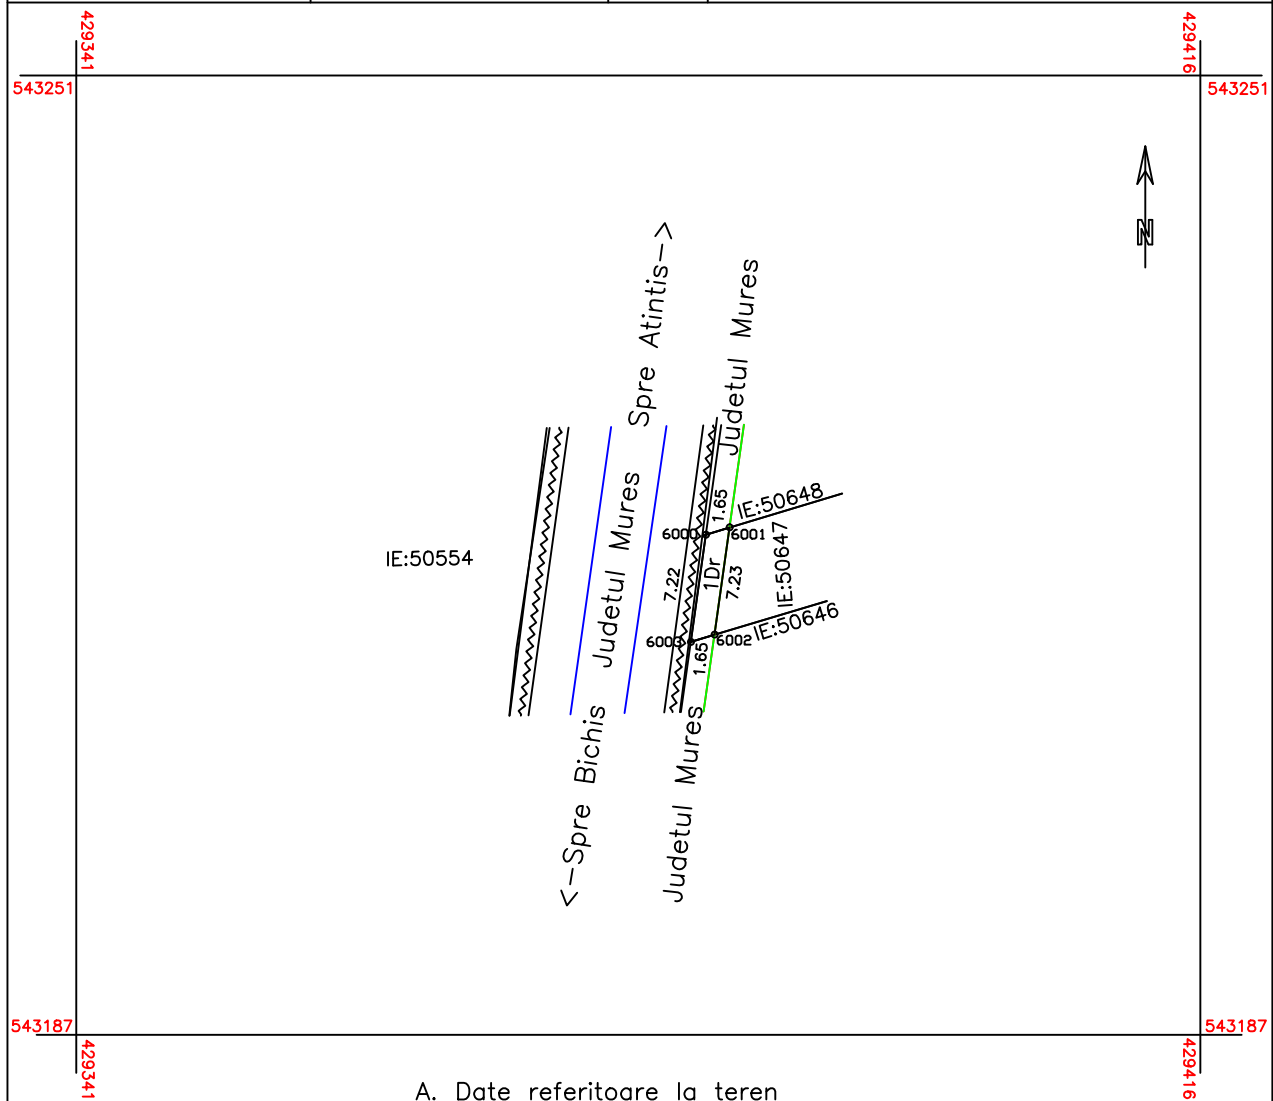 429341
429416
543251
543251
N
Spre Atintis-->
Judetul Mures
Judetul Mures
IE:50554
1.65
IE:50648
6000
6001
7.22
1Dr
7.23
IE:50647
6003
6002
IE:50646
1.65
<--Spre Bichis
Judetul Mures
543187
543187
429341
429416
A. Date referitoare la teren